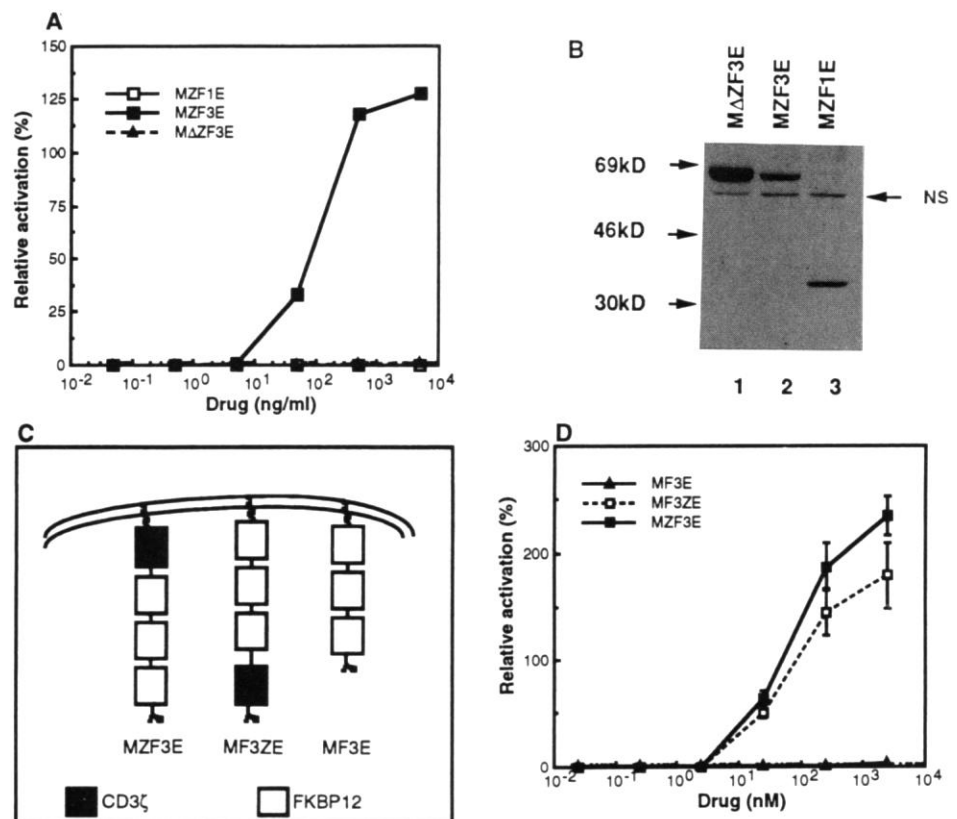 A
150
125
100
75
50
25
0
Relative activation (%)
MZF1E
MZF3E
MΔZF3E
10⁻² 10⁻¹ 10⁰ 10¹ 10² 10³ 10⁴
Drug (ng/ml)
B
MΔZF3E
MZF3E
MZF1E
69kD
46kD
30kD
NS
1 2 3
C
MZF3E MF3ZE MF3E
CD3ζ FKBP12
D
300
200
100
0
Relative activation (%)
MF3E
MF3ZE
MZF3E
10⁻² 10⁻¹ 10⁰ 10¹ 10² 10³ 10⁴
Drug (nM)